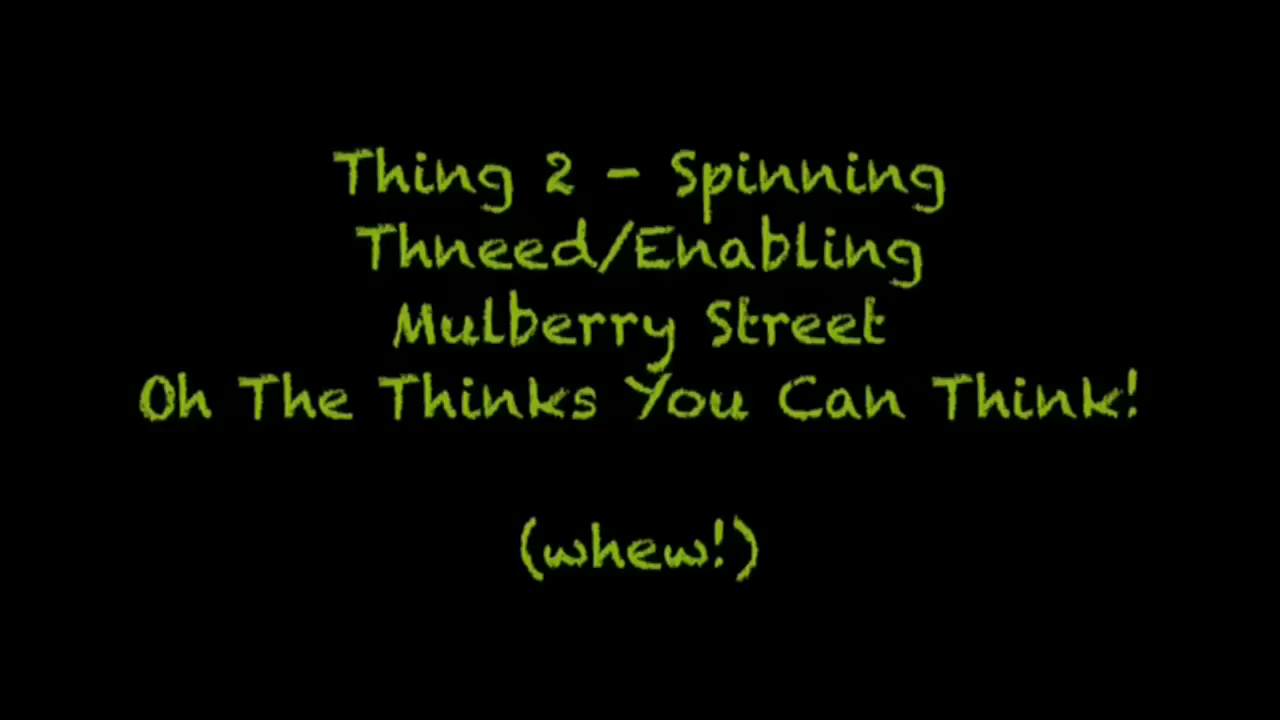 Thing 2 - Spinning
Thneed/Enabling
Mulberry Street
Oh The Thinks You Can Think!
(whew!)